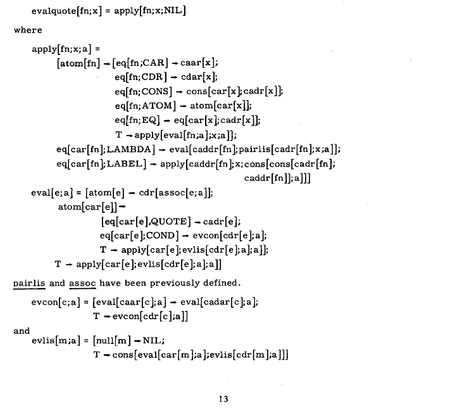 evalquote[fn;x] = apply[fn;x;NIL]
where
apply[fn;x;a] =
[atom[fn] → [eq[fn;CAR] → caar[x];
eq[fn;CDR] → cdar[x];
eq[fn;CONS] → cons[car[x];cadr[x]];
eq[fn;ATOM] → atom[car[x]];
eq[fn;EQ] → eq[car[x];cadr[x]];
T → apply[eval[fn;a];x;a]];
eq[car[fn];LAMBDA] → eval[caddr[fn];pairlis[cadr[fn];x;a]];
eq[car[fn];LABEL] → apply[caddr[fn];x;cons[cons[cadr[fn];
caddr[fn]];a]]]
eval[e;a] = [atom[e] → cdr[assoc[e;a]];
atom[car[e]] →
[eq[car[e],QUOTE] → cadr[e];
eq[car[e];COND] → evcon[cdr[e];a];
T → apply[car[e];evlis[cdr[e];a];a]];
T → apply[car[e];evlis[cdr[e];a];a]]
pairlis and assoc have been previously defined.
evcon[c;a] = [eval[caar[c];a] → eval[cadar[c];a];
T → evcon[cdr[c];a]]
and
evlis[m;a] = [null[m] → NIL;
T → cons[eval[car[m];a];evlis[cdr[m];a]]]
13